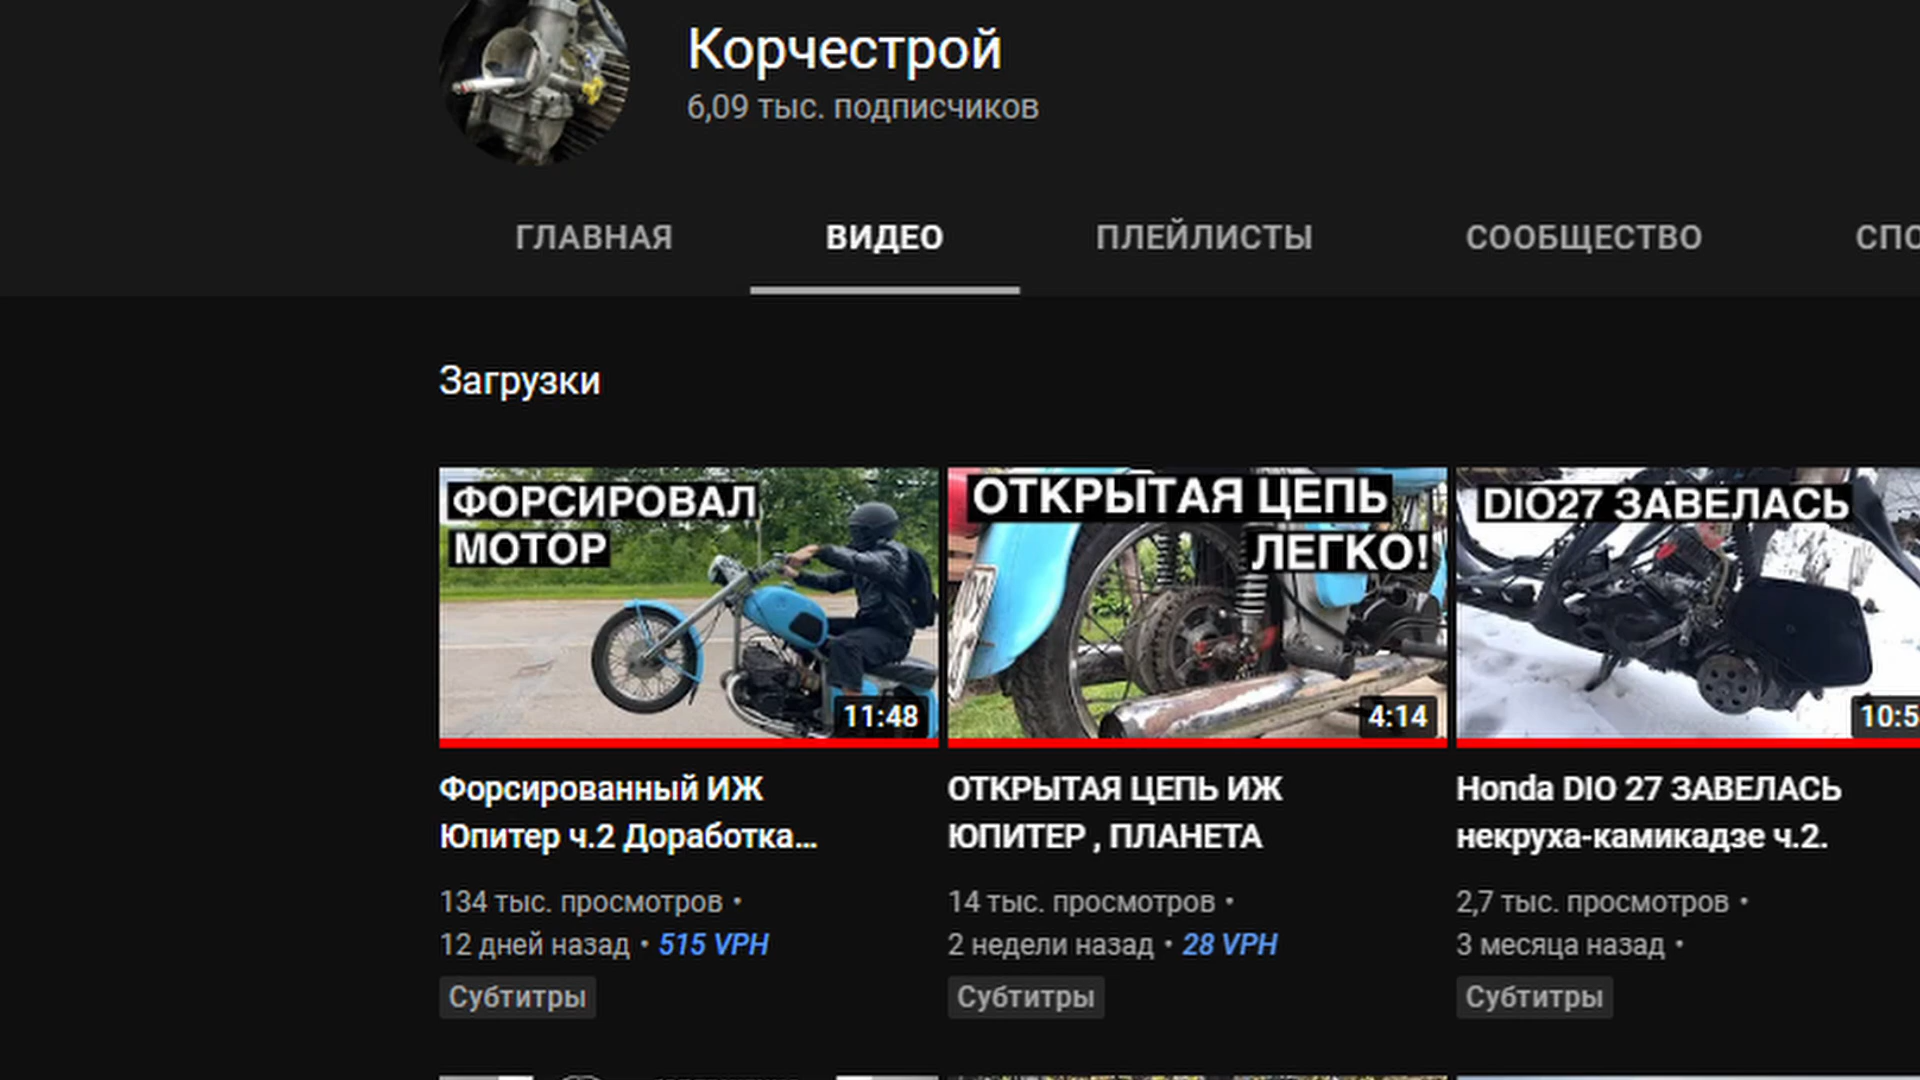 Корчестрой
6,09 тыс. подписчиков
ГЛАВНАЯ
ВИДЕО
ПЛЕЙЛИСТЫ
СООБЩЕСТВО
Загрузки
ФОРСИРОВАЛ
МОТОР
11:48
ОТКРЫТАЯ ЦЕПЬ
ЛЕГКО!
4:14
DIO27 ЗАВЕЛАСЬ
Форсированный ИЖ
Юпитер ч.2 Доработка...
134 тыс. просмотров •
12 дней назад • 515 VPH
Субтитры
ОТКРЫТАЯ ЦЕПЬ ИЖ
ЮПИТЕР , ПЛАНЕТА
14 тыс. просмотров •
2 недели назад • 28 VPH
Субтитры
Honda DIO 27 ЗАВЕЛАСЬ
некруха-камикадзе ч.2.
2,7 тыс. просмотров •
3 месяца назад •
Субтитры